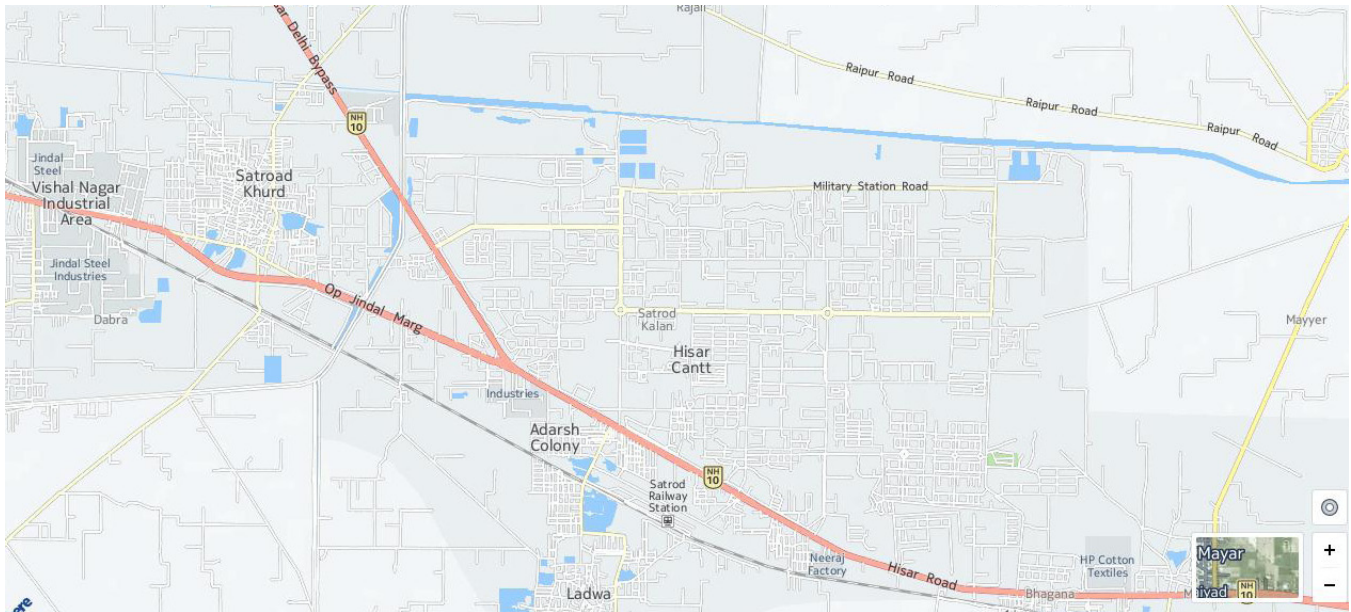 Rajali
ar Delhi Bypass
NH
10
Raipur Road
Raipur Road
Raipur Road
Jindal
Steel
Vishal Nagar
Industrial
Area
Satroad
Khurd
Military Station Road
Jindal Steel
Industries
Dabra
Op Jindal Marg
Satrod
Kalan
Mayyer
Hisar
Cantt
Industries
Adarsh
Colony
NH
10
Satrod
Railway
Station
Neeraj
Factory
Hisar Road
HP Cotton
Textiles
Mayar
Ladwa
Bhagana
NH
10
+
−